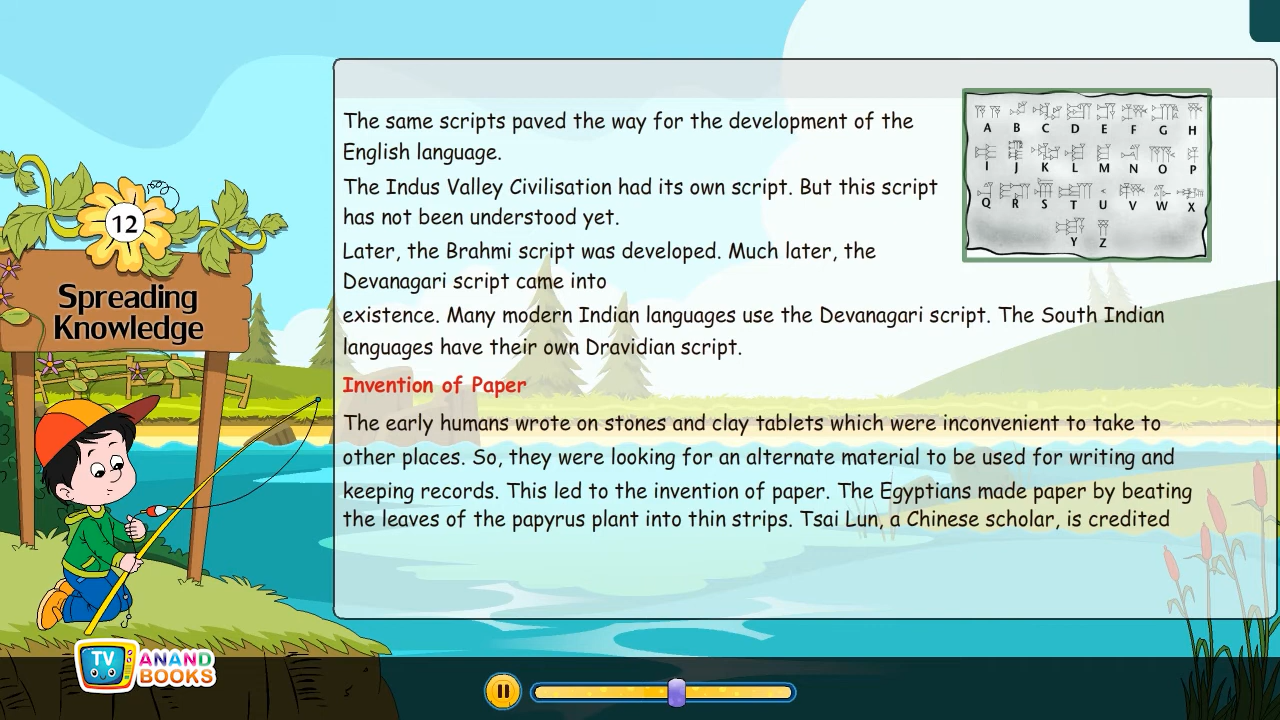 12
Spreading
Knowledge
The same scripts paved the way for the development of the
English language.
The Indus Valley Civilisation had its own script. But this script
has not been understood yet.
Later, the Brahmi script was developed. Much later, the
Devanagari script came into
existence. Many modern Indian languages use the Devanagari script. The South Indian
languages have their own Dravidian script.
Invention of Paper
The early humans wrote on stones and clay tablets which were inconvenient to take to
other places. So, they were looking for an alternate material to be used for writing and
keeping records. This led to the invention of paper. The Egyptians made paper by beating
the leaves of the papyrus plant into thin strips. Tsai Lun, a Chinese scholar, is credited
A B C D E F G H
I J K L M N O P
Q R S T U V W X
Y Z
TV
ANAND
BOOKS